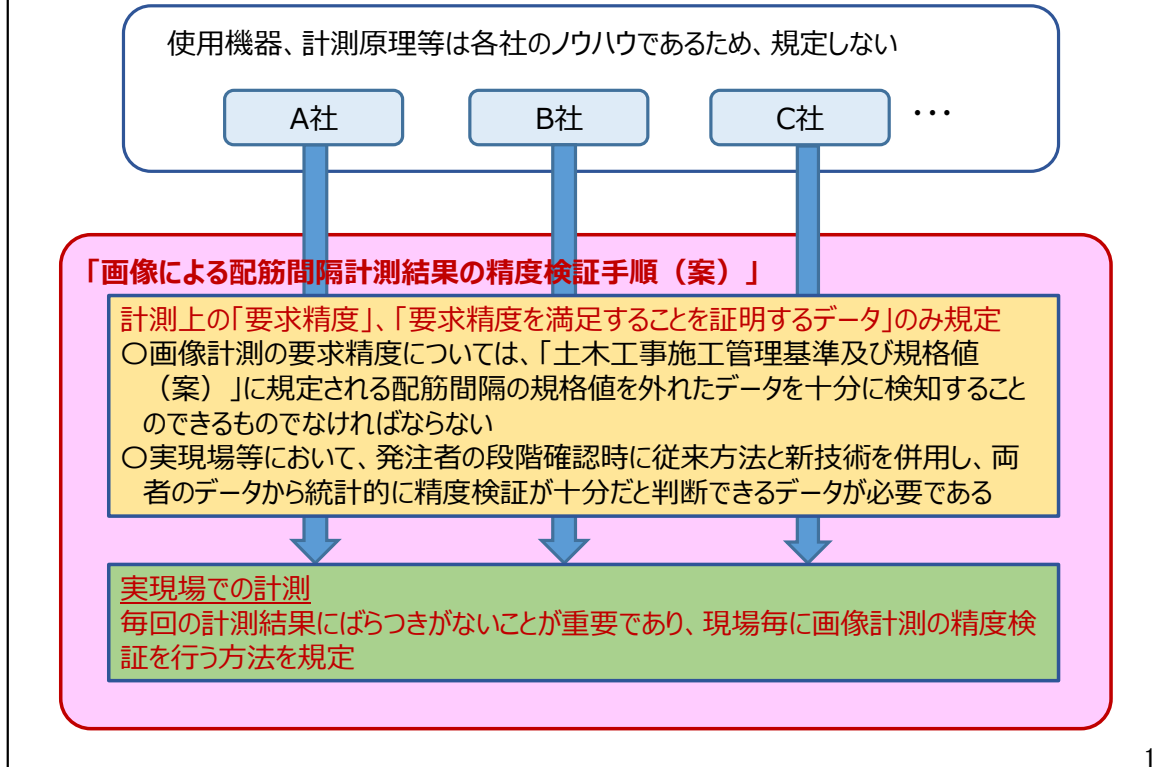 使用機器、計測原理等は各社のノウハウであるため、規定しない
A社 B社 C社 ・・・
「画像による配筋間隔計測結果の精度検証手順（案）」
計測上の「要求精度」、「要求精度を満足することを証明するデータ」のみ規定
〇画像計測の要求精度については、「土木工事施工管理基準及び規格値
（案）」に規定される配筋間隔の規格値を外れたデータを十分に検知すること
のできるものでなければならない
〇実現場等において、発注者の段階確認時に従来方法と新技術を併用し、両
者のデータから統計的に精度検証が十分だと判断できるデータが必要である
実現場での計測
毎回の計測結果にばらつきがないことが重要であり、現場毎に画像計測の精度検
証を行う方法を規定
1